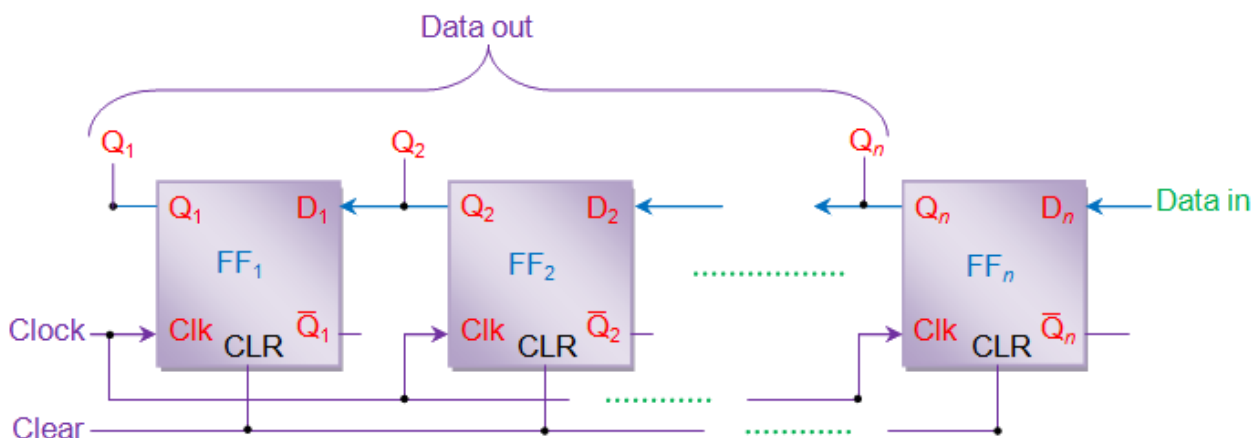 Data out
Q₁ Q₂ Qₙ
Q₁ D₁ Q₂ D₂ Qₙ Dₙ Data in
FF₁ FF₂ FFₙ
Clock Clk Q̅₁ Clk Q̅₂ Clk Q̅ₙ
CLR CLR CLR
Clear